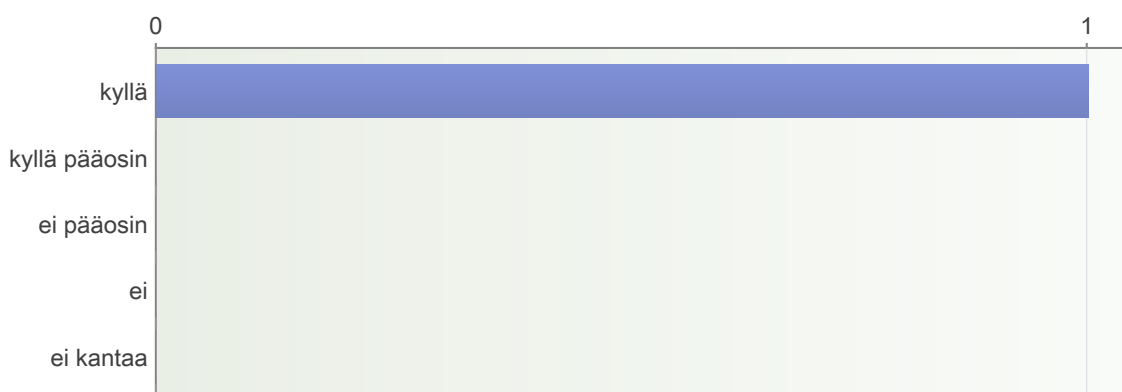 0 1
kyllä
kyllä pääosin
ei pääosin
ei
ei kantaa